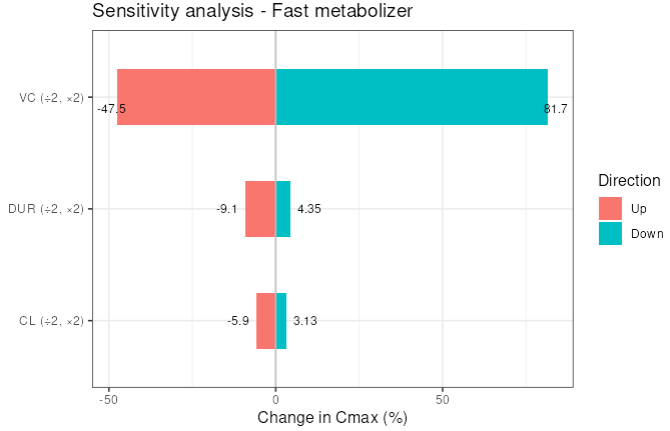 Sensitivity analysis - Fast metabolizer
VC (÷2, ×2)
-47.5
81.7
DUR (÷2, ×2)
-9.1
4.35
CL (÷2, ×2)
-5.9
3.13
-50
0
50
Change in Cmax (%)
Direction
Up
Down